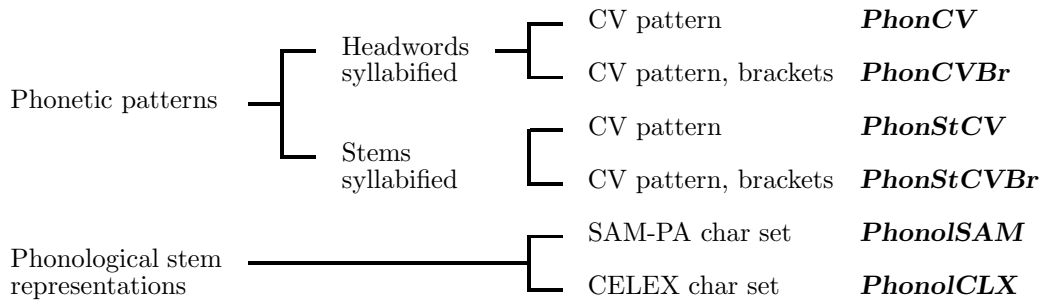 CV pattern PhonCV
Headwords
syllabified
CV pattern, brackets PhonCVBr
Phonetic patterns
CV pattern PhonStCV
Stems
syllabified
CV pattern, brackets PhonStCVBr
SAM-PA char set PhonolSAM
Phonological stem
representations
CELEX char set PhonolCLX